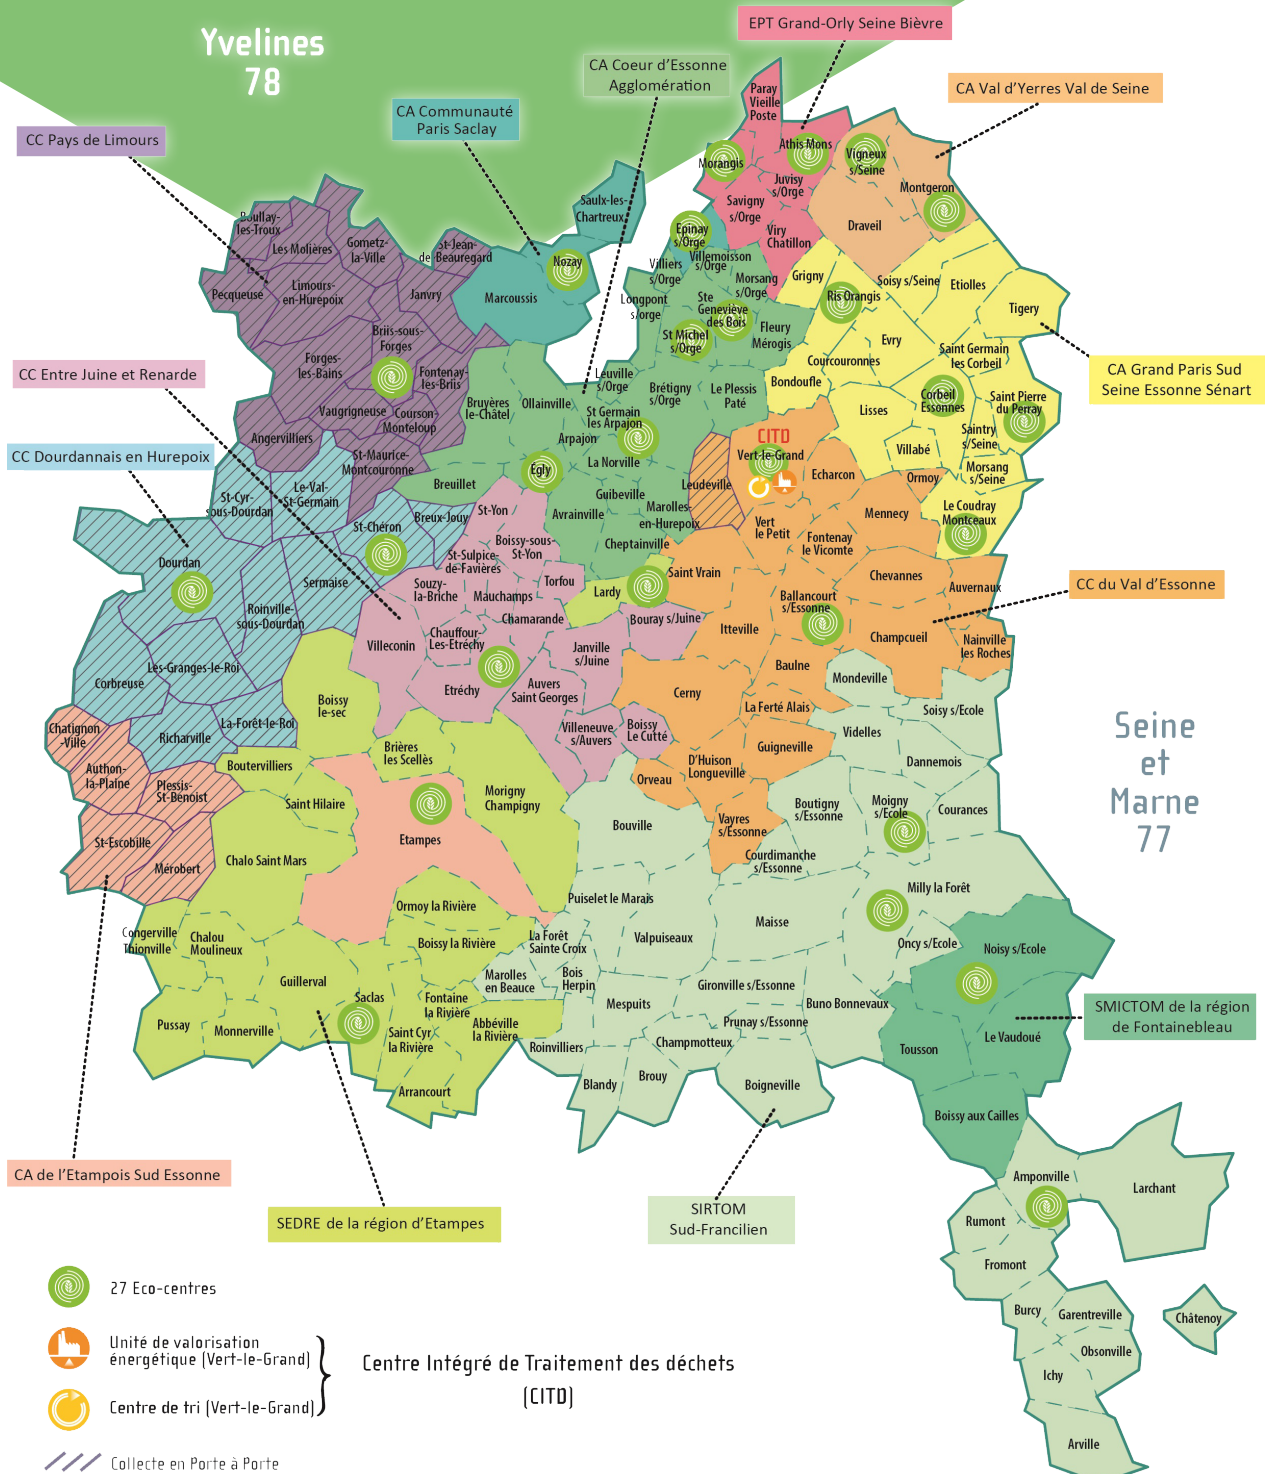 EPT Grand-Orly Seine Bièvre
Yvelines
78
CA Coeur d'Essonne
Agglomération
CA Val d'Yerres Val de Seine
CA Communauté
Paris Saclay
CC Pays de Limours
Paray
Vieille
Poste
Athis Mons
Morangis
Vigneux
s/Seine
Juvisy
s/Orge
Montgeron
Savigny
s/Orge
Draveil
Viry
Chatillon
Saulx-les-
Chartreux
Boullay-
les-Troux
Les Molières
Gometz-
la-Ville
St-Jean-
de Beauregard
Epinay
s/Orge
Villemoisson
s/Orge
Villiers
s/Orge
Nozay
Pecqueuse
Limours-
en-Hurepoix
Janvry
Marcoussis
Longpont
s/orge
Morsang
s/Orge
Grigny
Soisy s/Seine
Etiolles
Tigery
Ste
Geneviève
des Bois
Ris Orangis
Fleury
Mérogis
St Michel
s/Orge
Briis-sous-
Forges
Forges-
les-Bains
Fontenay-
les-Briis
Evry
Courcouronnes
Saint Germain
les Corbeil
CC Entre Juine et Renarde
CA Grand Paris Sud
Seine Essonne Sénart
Leuville
s/Orge
Brétigny
s/Orge
Le Plessis
Paté
Bondoufle
Corbeil
Essonnes
Saint Pierre
du Perray
Vaugrigneuse
Courson-
Monteloup
Bruyères
le-Châtel
Ollainville
St Germain
les Arpajon
Arpajon
Lisses
Saintry
s/Seine
Angervilliers
CITD
Vert-le-Grand
Villabé
CC Dourdannais en Hurepoix
St-Maurice-
Montcouronne
La Norville
Egly
Breuillet
Leudeville
Echarcon
Ormoy
Morsang
s/Seine
Le-Val-
St-Germain
St-Cyr-
sous-Dourdan
Guibeville
Marolles-
en-Hurepoix
Mennecy
Le Coudray
Montceaux
St-Chéron
Breux-Jouy
St-Yon
Avrainville
Vert
le Petit
Fontenay
le Vicomte
Boissy-sous-
St-Yon
Cheptainville
Dourdan
St-Sulpice-
de-Favières
Sermaise
Souzy-
la-Briche
Mauchamps
Torfou
Lardy
Saint Vrain
Chevannes
Auvernaux
CC du Val d'Essonne
Roinville-
sous-Dourdan
Chamarande
Bouray s/Juine
Ballancourt
s/Essonne
Itteville
Champcueil
Nainville
les Roches
Villeconin
Chauffour-
Les-Etréchy
Janville
s/Juine
Les-Granges-le-Roi
Corbreuse
Etréchy
Auvers
Saint Georges
Baulne
Mondeville
Cerny
La Ferté Alais
Soisy s/Ecole
Boissy
le-sec
La-Forêt-le-Roi
Richarville
Chatignon
-Ville
Villeneuve
s/Auvers
Boissy
Le Cutté
Videlles
Guigneville
Dannemois
Seine
et
Marne
77
Brières
les Scellès
Boutervilliers
Authon-
la-Plaine
Plessis-
St-Benoist
D'Huison
Longueville
Orveau
Saint Hilaire
Morigny
Champigny
Moigny
s/Ecole
Boutigny
s/Essonne
Courances
Bouville
Vayres
s/Essonne
Etampes
St-Escobille
Mérobert
Chalo Saint Mars
Courdimanche
s/Essonne
Milly la Forêt
Puiselet le Marais
Ormoy la Rivière
Maisse
Congerville
Thionville
Chalou
Moulineux
Boissy la Rivière
La Forêt
Sainte Croix
Valpuiseaux
Oncy s/Ecole
Noisy s/Ecole
Guillerval
Marolles
en Beauce
Bois
Herpin
Gironville s/Essonne
Saclas
Fontaine
la Rivière
Mespuits
Buno Bonnevaux
SMICTOM de la région
de Fontainebleau
Pussay
Monnerville
Abbéville
la Rivière
Saint Cyr
la Rivière
Prunay s/Essonne
Champmotteux
Le Vaudoué
Tousson
Roinvilliers
Brouy
Blandy
Boigneville
Arrancourt
Boissy aux Cailles
CA de l'Etampois Sud Essonne
SEDRE de la région d'Etampes
SIRTOM
Sud-Francilien
Amponville
Larchant
Rumont
Fromont
Burcy
Garentreville
Châtenoy
Obsonville
Ichy
Arville
27 Eco-centres
Unité de valorisation
énergétique (Vert-le-Grand)
Centre Intégré de Traitement des déchets
(CITD)
Centre de tri (Vert-le-Grand)
Collecte en Porte à Porte